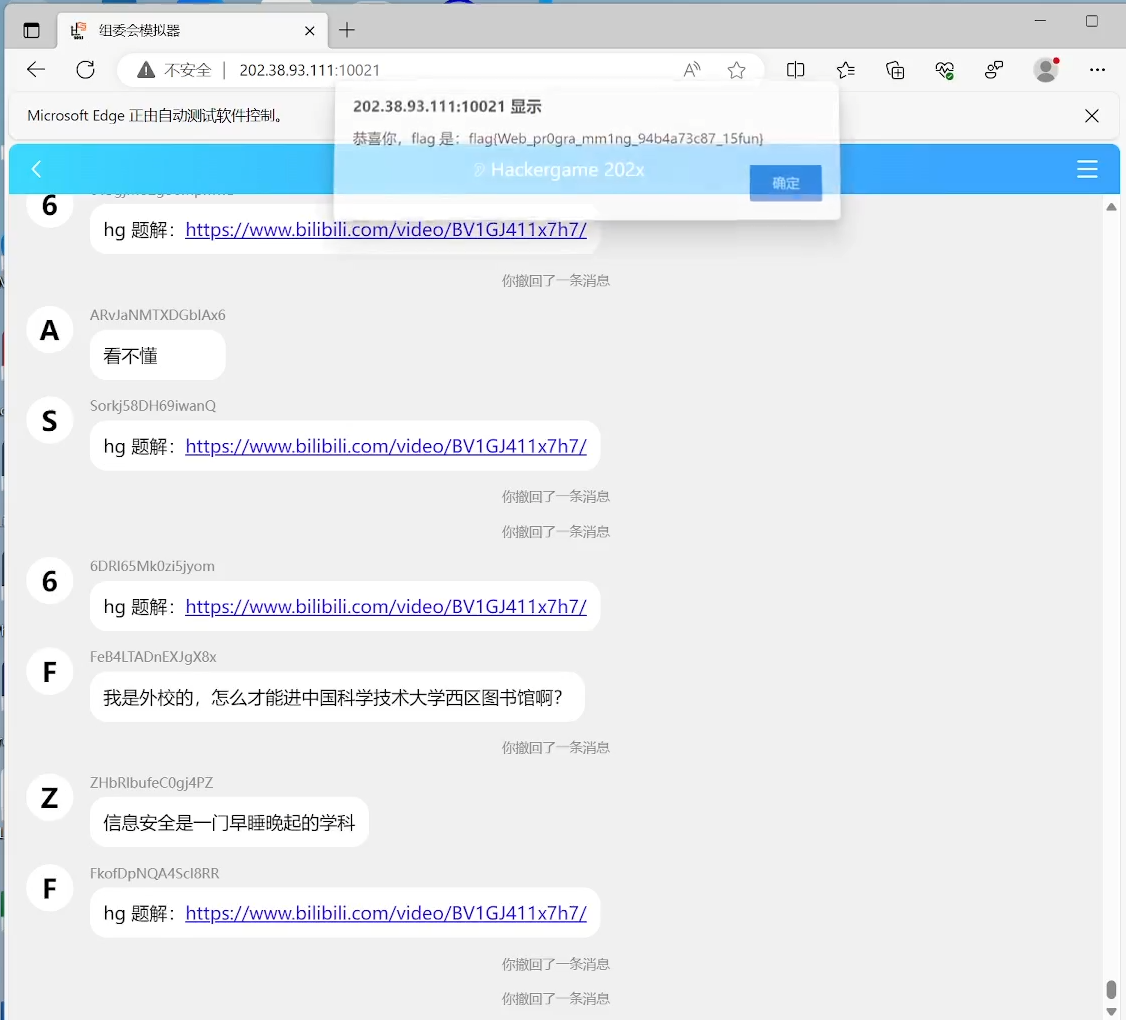 组委会模拟器
不安全
202.38.93.111:10021
Microsoft Edge 正由自动测试软件控制。
202.38.93.111:10021 显示
恭喜你，flag 是：flag{Web_pr0gra_mm1ng_94b4a73c87_15fun}
Hackergame 202x
确定
6
hg 题解：https://www.bilibili.com/video/BV1GJ411x7h7/
你撤回了一条消息
ARvJaNMTXDGbIAx6
A
看不懂
Sorkj58DH69iwanQ
S
hg 题解：https://www.bilibili.com/video/BV1GJ411x7h7/
你撤回了一条消息
你撤回了一条消息
6DRl65Mk0zi5jyom
6
hg 题解：https://www.bilibili.com/video/BV1GJ411x7h7/
FeB4LTADnEXJgX8x
F
我是外校的，怎么才能进中国科学技术大学西区图书馆啊？
你撤回了一条消息
ZHbRIbufeC0gj4PZ
Z
信息安全是一门早睡晚起的学科
FkofDpNQA4ScI8RR
F
hg 题解：https://www.bilibili.com/video/BV1GJ411x7h7/
你撤回了一条消息
你撤回了一条消息